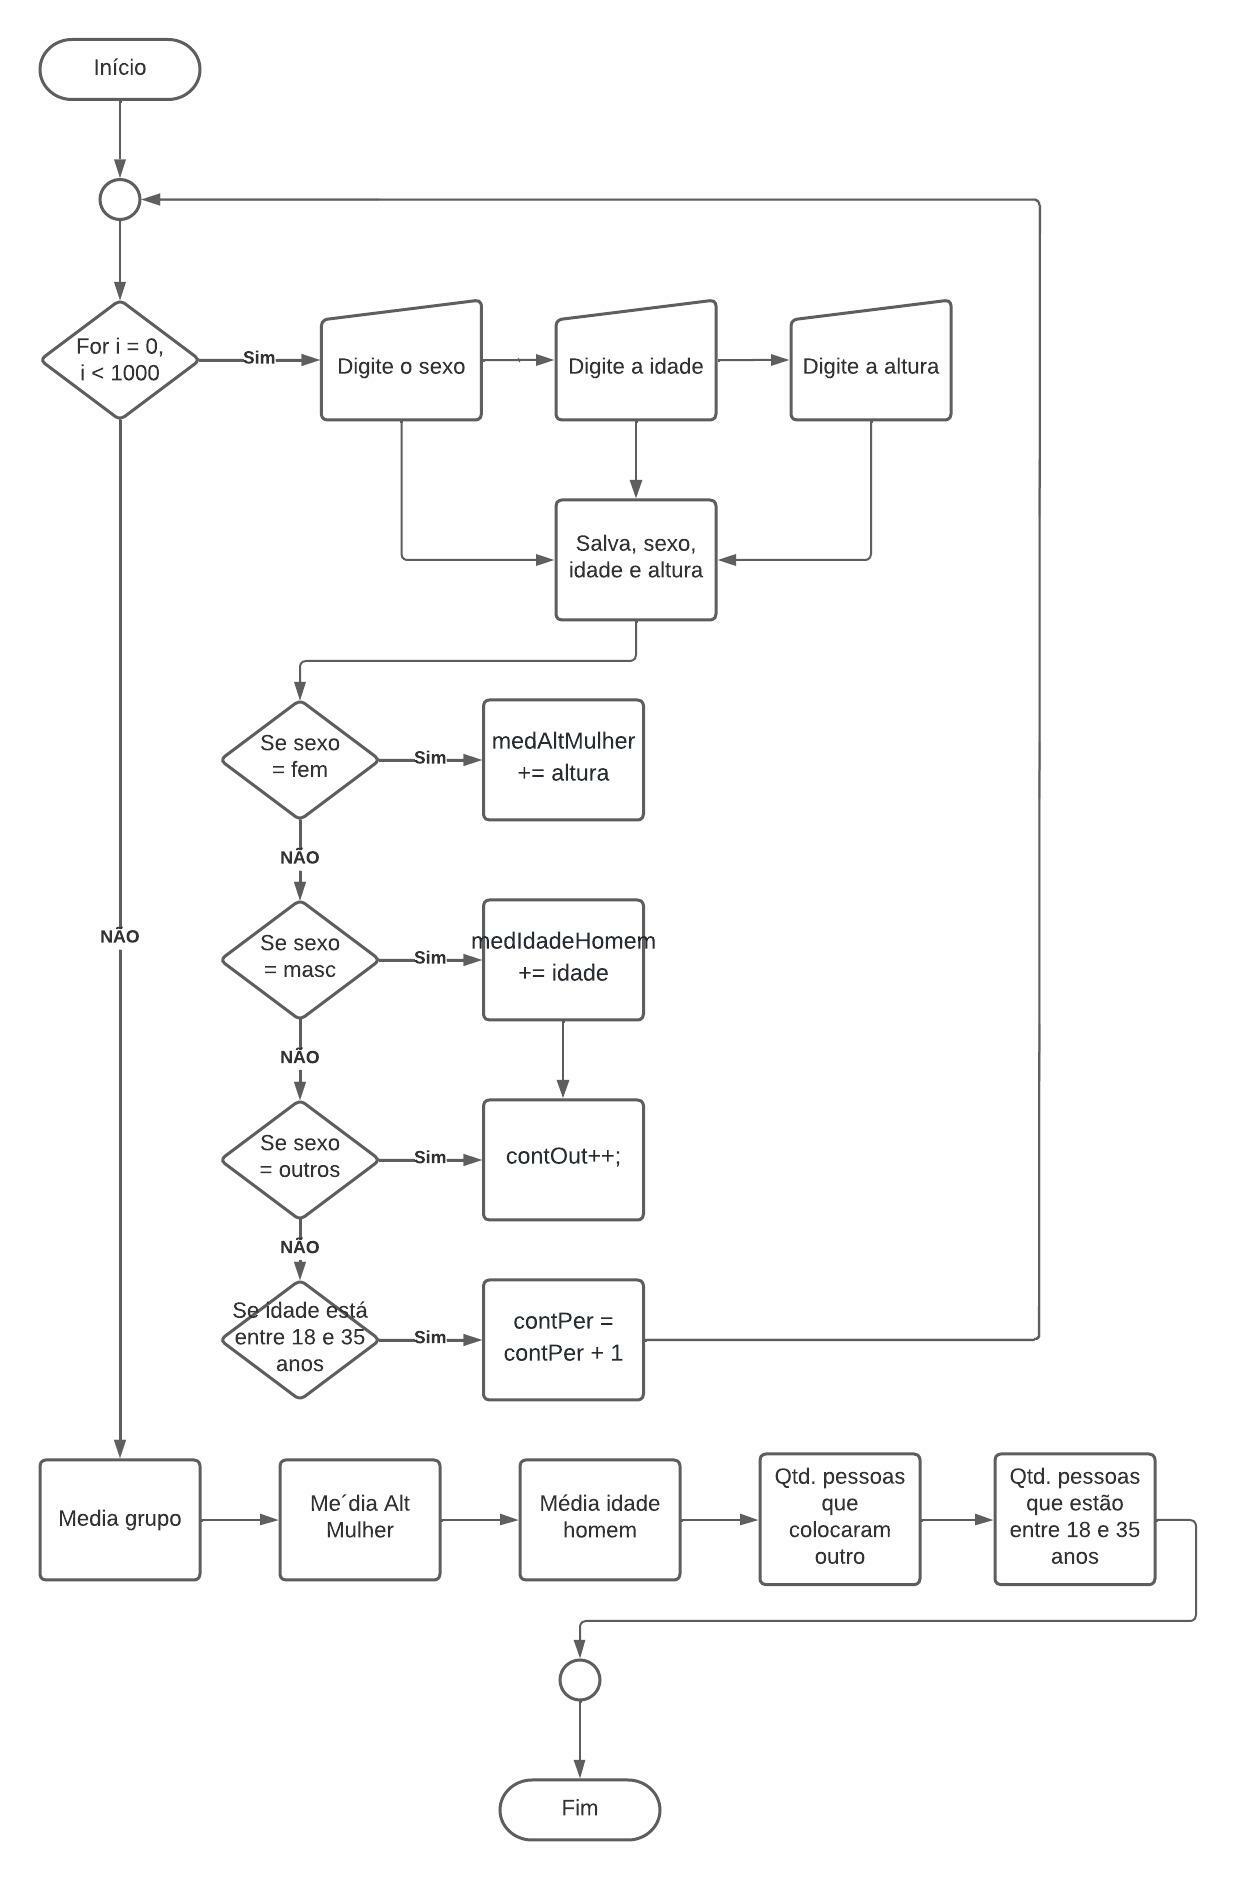 Início
For i = 0,
i < 1000
Sim
Digite o sexo
Digite a idade
Digite a altura
Salva, sexo,
idade e altura
Se sexo
= fem
Sim
medAltMulher
+= altura
NÃO
Se sexo
= masc
Sim
medIdadeHomem
+= idade
NÃO
NÃO
Se sexo
= outros
Sim
contOut++;
NÃO
Se idade está
entre 18 e 35
anos
Sim
contPer =
contPer + 1
Media grupo
Me´dia Alt
Mulher
Média idade
homem
Qtd. pessoas
que
colocaram
outro
Qtd. pessoas
que estão
entre 18 e 35
anos
Fim